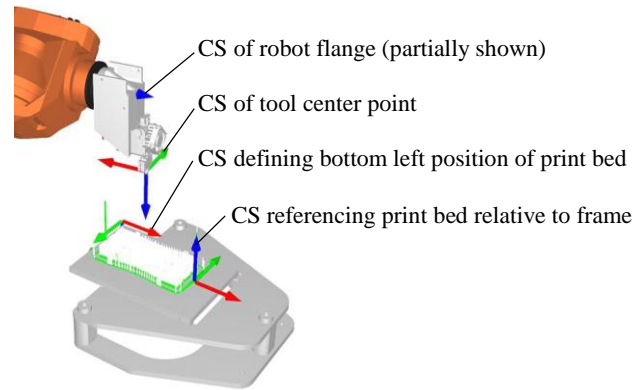 CS of robot flange (partially shown)
CS of tool center point
CS defining bottom left position of print bed
CS referencing print bed relative to frame